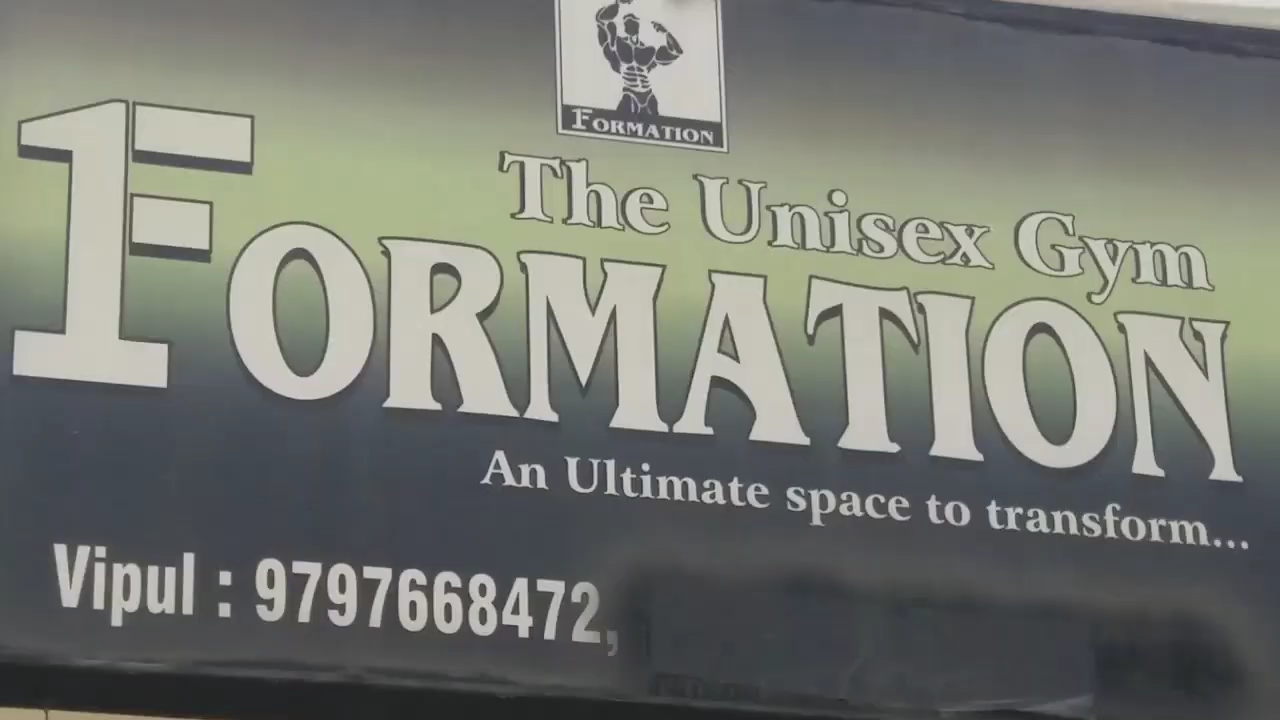 FORMATION
The Unisex Gym
FORMATION
An Ultimate space to transform...
Vipul : 9797668472,